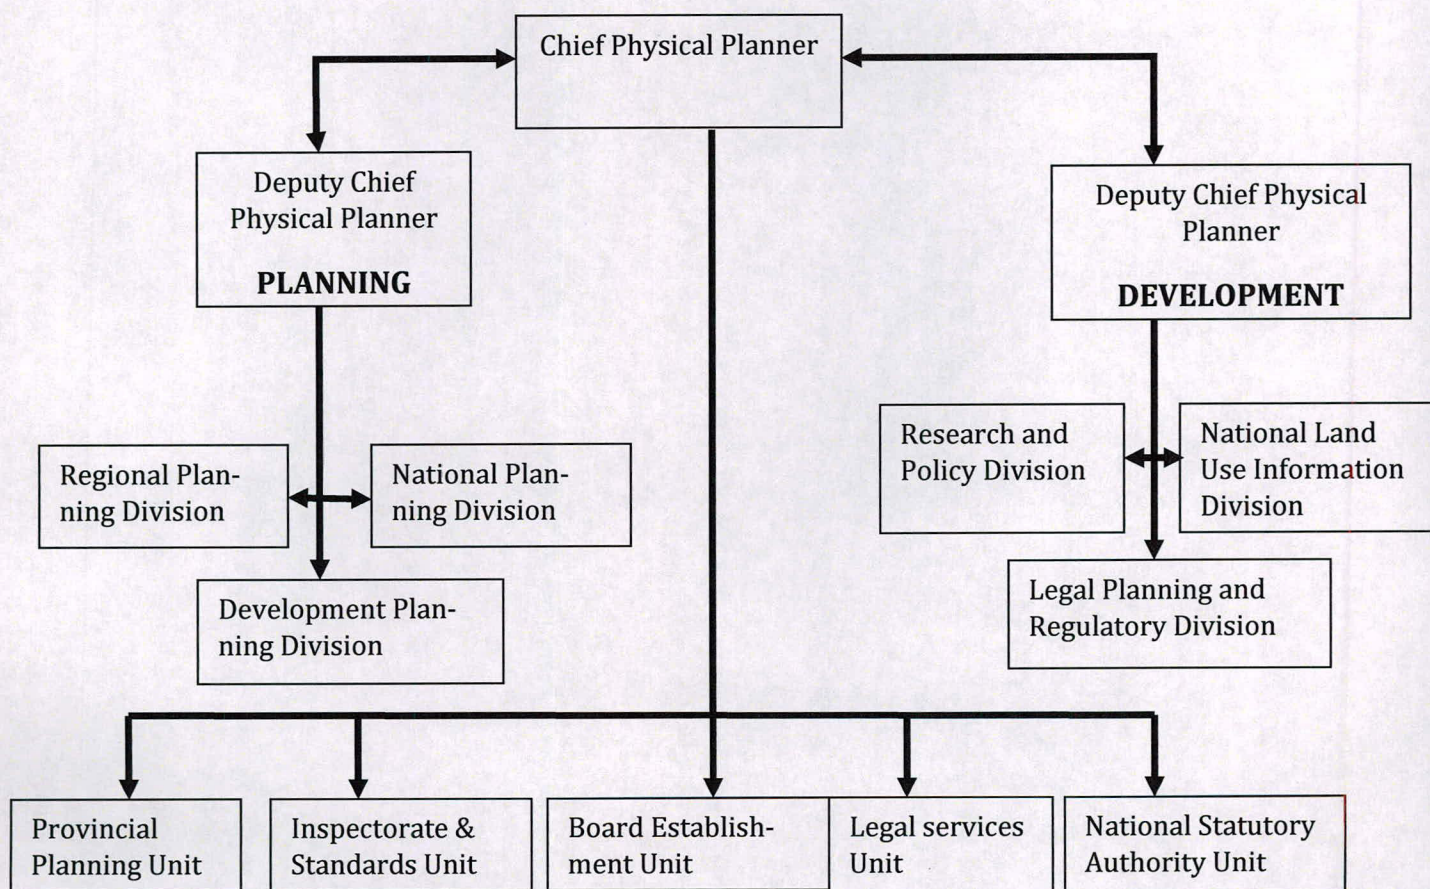 Chief Physical Planner
Deputy Chief
Physical Planner
PLANNING
Deputy Chief Physical
Planner
DEVELOPMENT
Regional Plan-
ning Division
National Plan-
ning Division
Development Plan-
ning Division
Research and
Policy Division
National Land
Use Information
Division
Legal Planning and
Regulatory Division
Provincial
Planning Unit
Inspectorate &
Standards Unit
Board Establish-
ment Unit
Legal services
Unit
National Statutory
Authority Unit